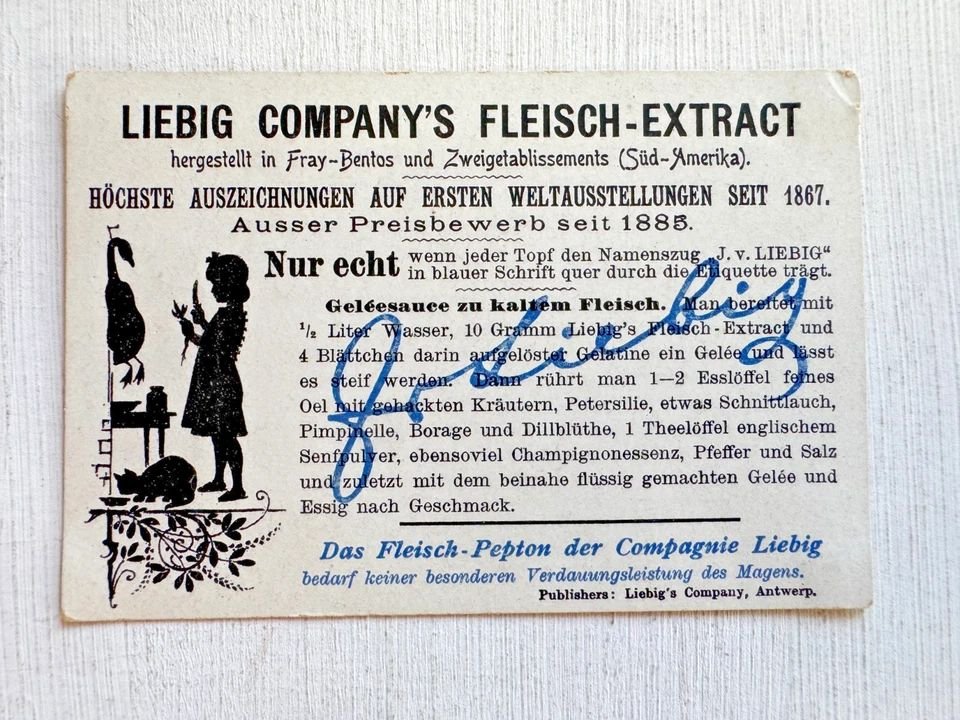 LIEBIG COMPANY'S FLEISCH-EXTRACT
hergestellt in Fray-Bentos und Zweigetablissements (Süd-Amerika).
HÖCHSTE AUSZEICHNUNGEN AUF ERSTEN WELTAUSSTELLUNGEN SEIT 1867.
Ausser Preisbewerb seit 1885.
Nur echt wenn jeder Topf den Namenszug „J. v. LIEBIG“
in blauer Schrift quer durch die Etiquette trägt.
Geléesauce zu kaltem Fleisch. Man bereitet mit
½ Liter Wasser, 10 Gramm Liebig's Fleisch-Extract und
4 Blättchen darin aufgelöster Gelatine ein Gelée und lässt
es steif werden. Dann rührt man 1—2 Esslöffel feines
Oel mit gehackten Kräutern, Petersilie, etwas Schnittlauch,
Pimpinelle, Borage und Dillblüthe, 1 Theelöffel englischem
Senfpulver, ebensoviel Champignonessenz, Pfeffer und Salz
und zuletzt mit dem beinahe flüssig gemachten Gelée und
Essig nach Geschmack.
J v Liebig
Das Fleisch-Pepton der Compagnie Liebig
bedarf keiner besonderen Verdauungsleistung des Magens.
Publishers: Liebig's Company, Antwerp.